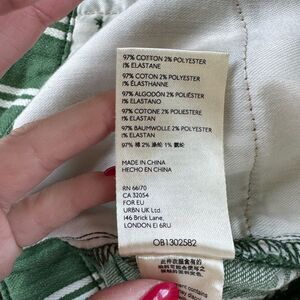 97% COTTON 2% POLYESTER
1% ELASTANE
97% COTON 2% POLYESTER
1% ÉLASTHANNE
97% ALGODÓN 2% POLIÉSTER
1% ELASTANO
97% COTONE 2% POLIESTERE
1% ELASTAN
97% BAUMWOLLE 2% POLYESTER
1% ELASTAN
97% 棉 2% 涤纶 1% 氨纶
MADE IN CHINA
HECHO EN CHINA
RN 66170
CA 32054
FOR EU
URBN UK Ltd.
146 Brick Lane,
LONDON E1 6RU
OB1302582